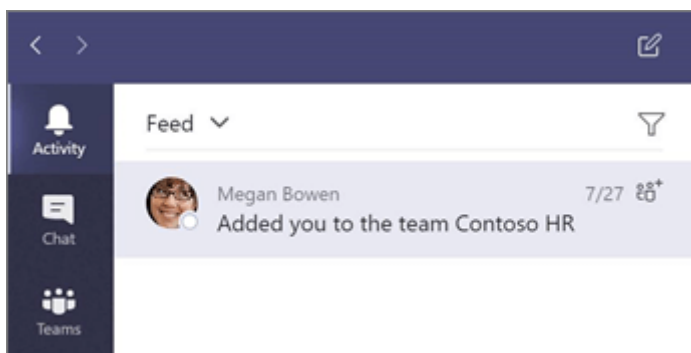 Activity
Chat
Teams
Feed
Megan Bowen 7/27
Added you to the team Contoso HR